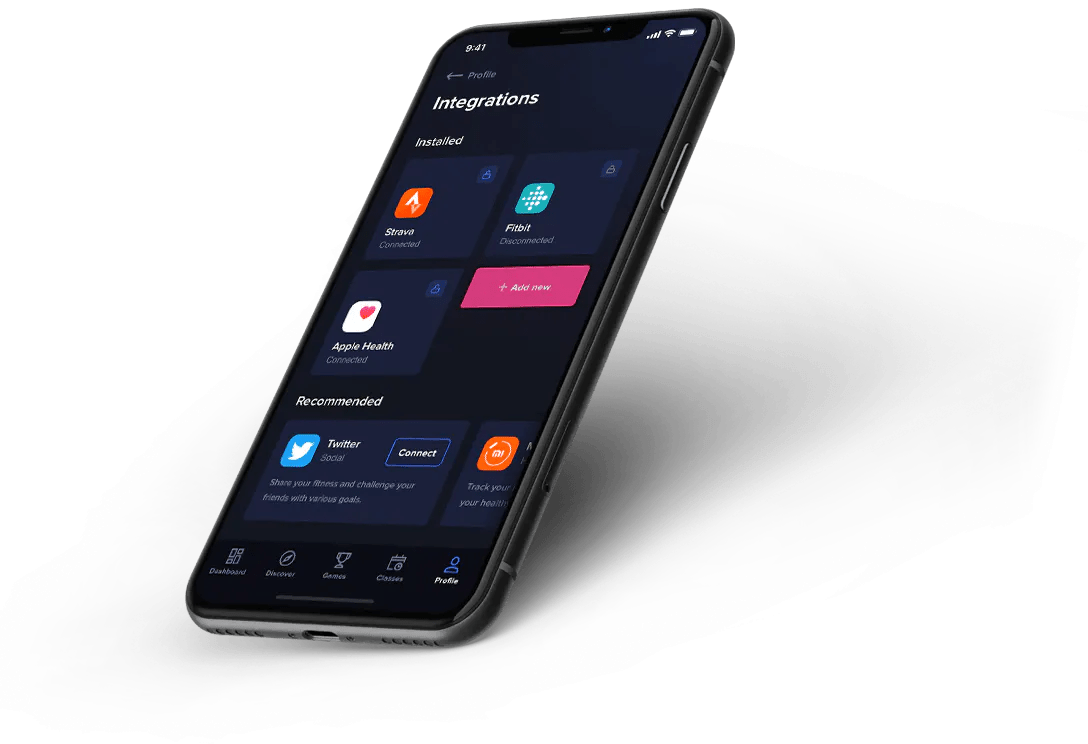 9:41
Profile
Integrations
Installed
Strava
Connected
Fitbit
Disconnected
Apple Health
Connected
+ Add new
Recommended
Twitter
Social
Connect
Share your fitness and challenge your
friends with various goals.
mi
Track your
your health
Dashboard
Discover
Games
Classes
Profile